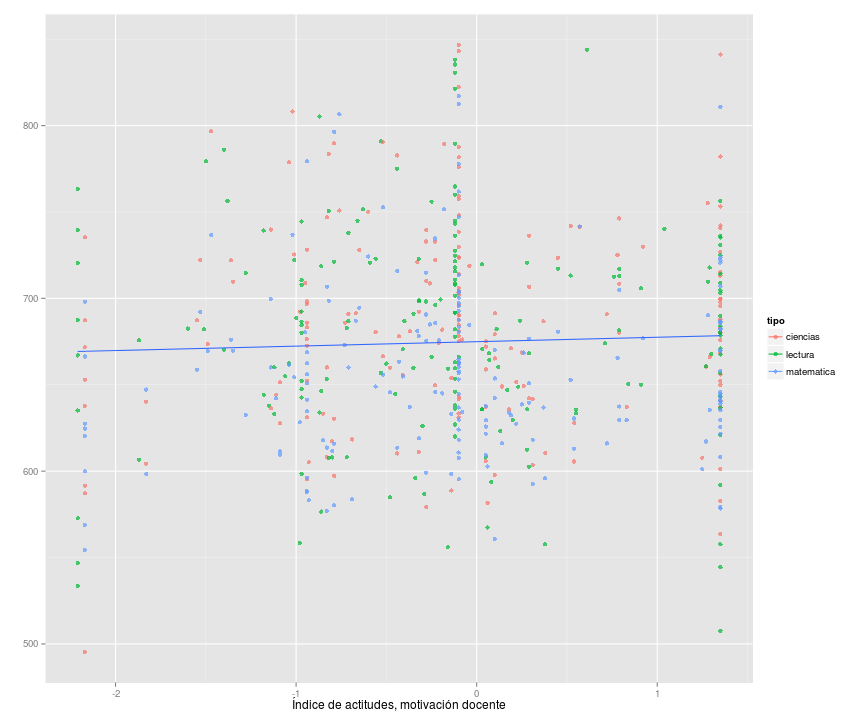 800
700
600
500
-2
-1
0
1
Índice de actitudes, motivación docente
tipo
ciencias
lectura
matematica